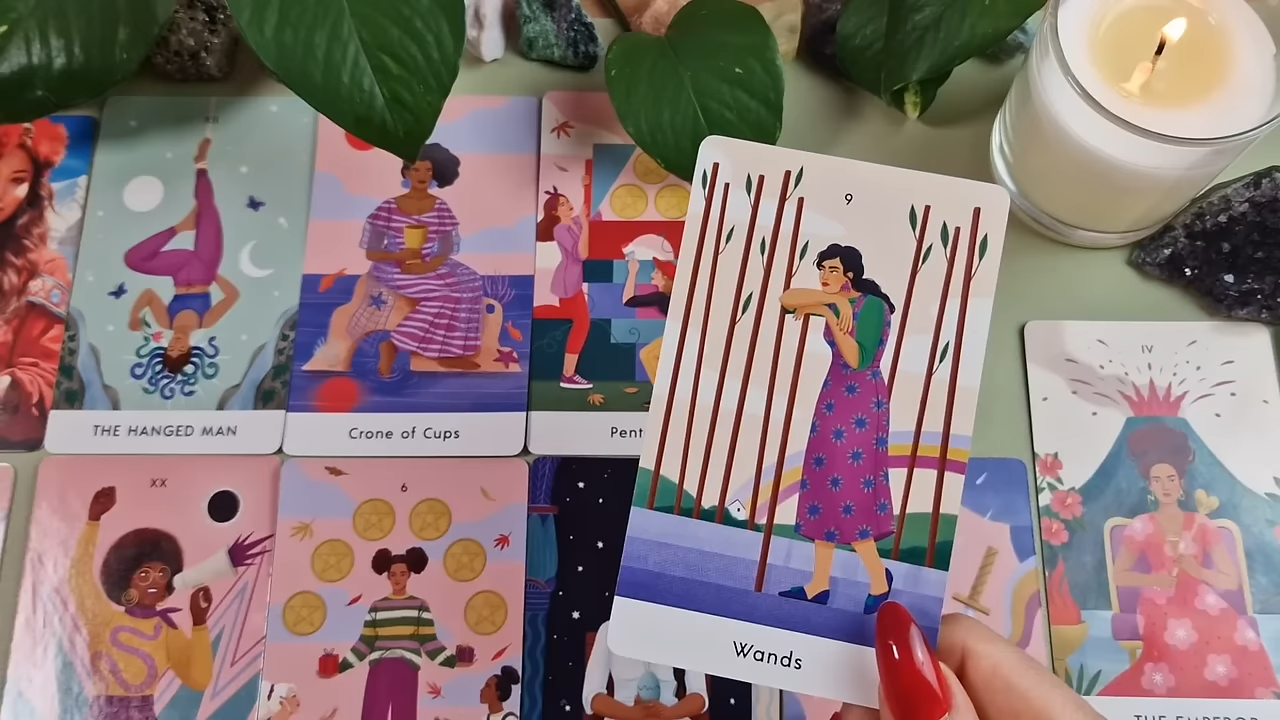 9
THE HANGED MAN
Crone of Cups
Pent
Wands
IV
XX
6
THE EMPEROR